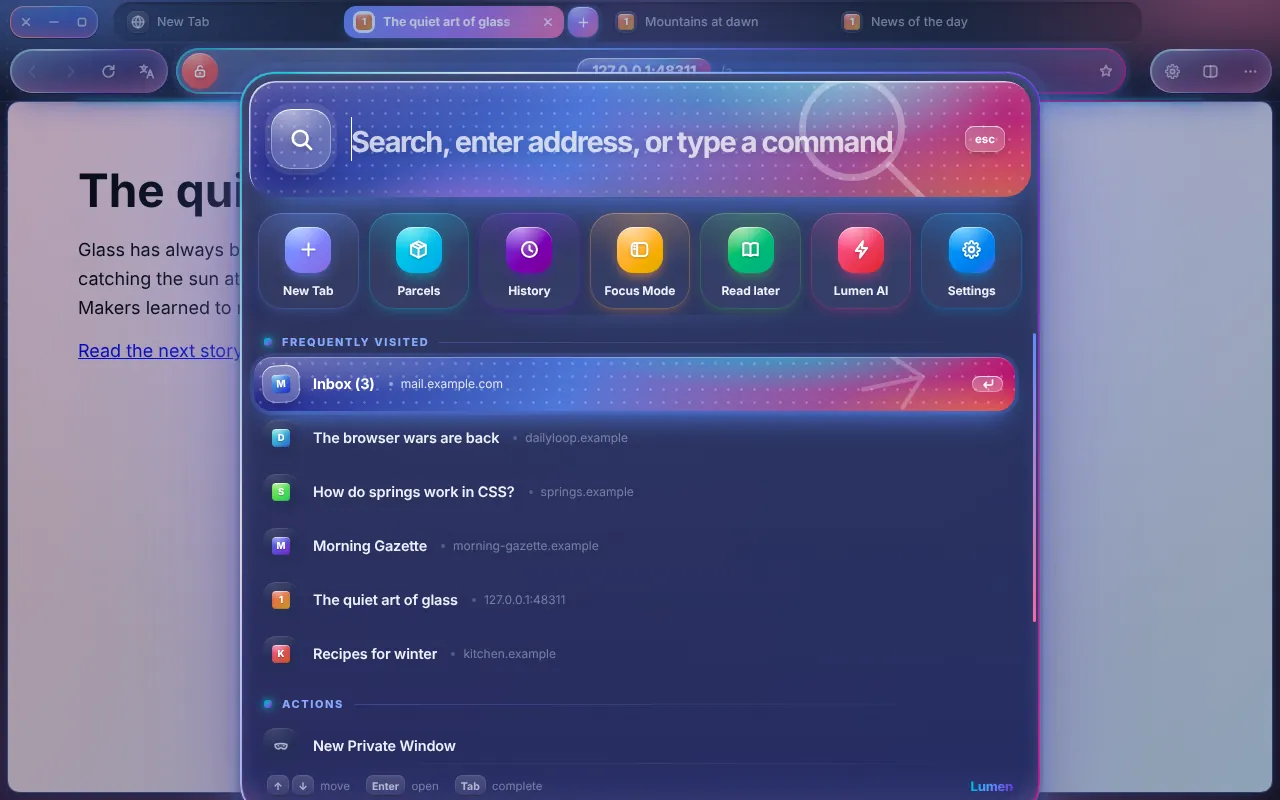 New Tab
The quiet art of glass
1
Mountains at dawn
1
News of the day
1
127.0.0.1:48311
The qui
Glass has always b
catching the sun at
Makers learned to
Read the next story
Search, enter address, or type a command
esc
New Tab
Parcels
History
Focus Mode
Read later
Lumen AI
Settings
FREQUENTLY VISITED
M Inbox (3) • mail.example.com
D The browser wars are back • dailyloop.example
S How do springs work in CSS? • springs.example
M Morning Gazette • morning-gazette.example
1 The quiet art of glass • 127.0.0.1:48311
K Recipes for winter • kitchen.example
ACTIONS
New Private Window
↑ ↓ move Enter open Tab complete
Lumen